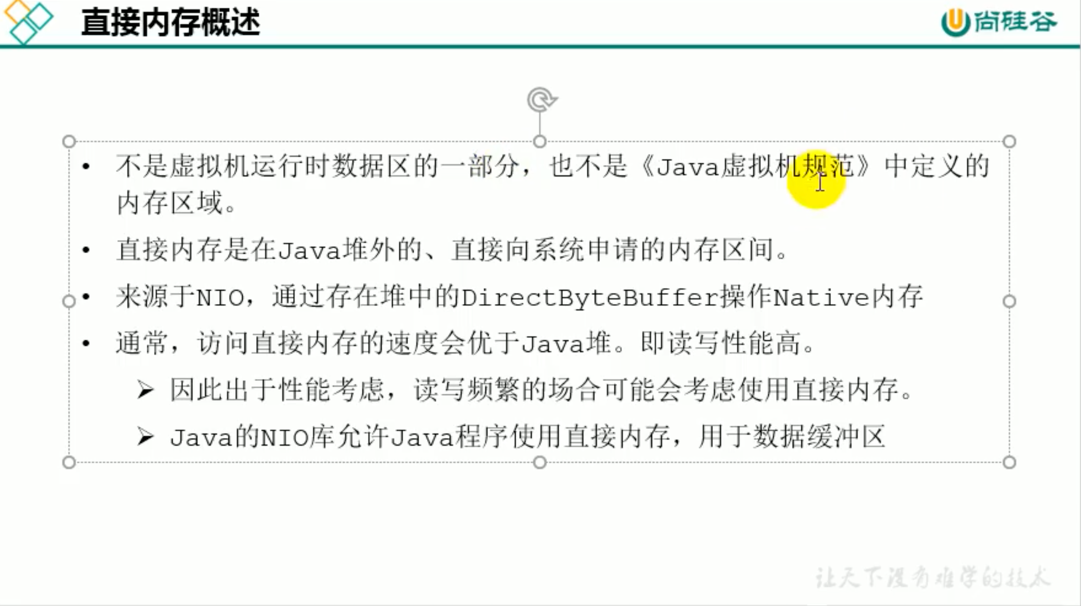 直接内存概述
尚硅谷
• 不是虚拟机运行时数据区的一部分，也不是《Java虚拟机规范》中定义的
内存区域。
• 直接内存是在Java堆外的、直接向系统申请的内存区间。
• 来源于NIO，通过存在堆中的DirectByteBuffer操作Native内存
• 通常，访问直接内存的速度会优于Java堆。即读写性能高。
➢ 因此出于性能考虑，读写频繁的场合可能会考虑使用直接内存。
➢ Java的NIO库允许Java程序使用直接内存，用于数据缓冲区
让天下没有难学的技术